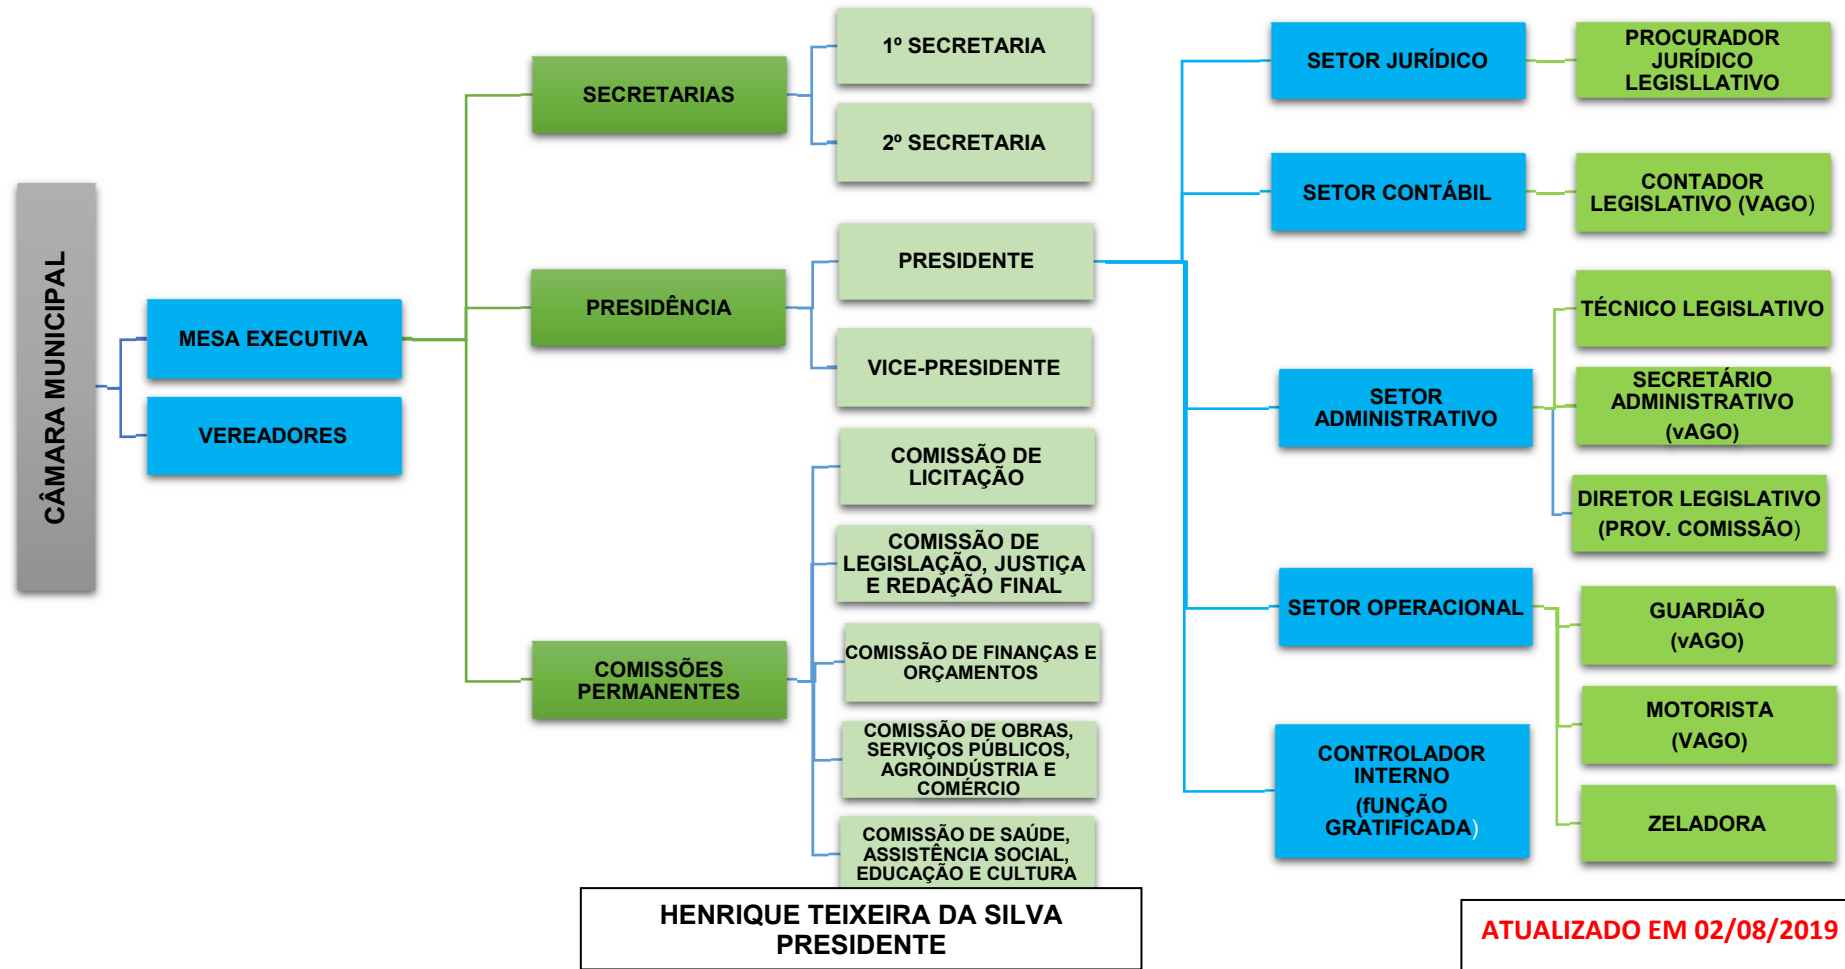 CÂMARA MUNICIPAL
MESA EXECUTIVA
VEREADORES
SECRETARIAS
1º SECRETARIA
2º SECRETARIA
PRESIDÊNCIA
PRESIDENTE
VICE-PRESIDENTE
COMISSÕES
PERMANENTES
COMISSÃO DE
LICITAÇÃO
COMISSÃO DE
LEGISLAÇÃO, JUSTIÇA
E REDAÇÃO FINAL
COMISSÃO DE FINANÇAS E
ORÇAMENTOS
COMISSÃO DE OBRAS,
SERVIÇOS PÚBLICOS,
AGROINDÚSTRIA E
COMÉRCIO
COMISSÃO DE SAÚDE,
ASSISTÊNCIA SOCIAL,
EDUCAÇÃO E CULTURA
SETOR JURÍDICO
PROCURADOR
JURÍDICO
LEGISLLATIVO
SETOR CONTÁBIL
CONTADOR
LEGISLATIVO (VAGO)
SETOR
ADMINISTRATIVO
TÉCNICO LEGISLATIVO
SECRETÁRIO
ADMINISTRATIVO
(vAGO)
DIRETOR LEGISLATIVO
(PROV. COMISSÃO)
SETOR OPERACIONAL
GUARDIÃO
(vAGO)
MOTORISTA
(VAGO)
ZELADORA
CONTROLADOR
INTERNO
(fUNÇÃO
GRATIFICADA)
HENRIQUE TEIXEIRA DA SILVA
PRESIDENTE
ATUALIZADO EM 02/08/2019